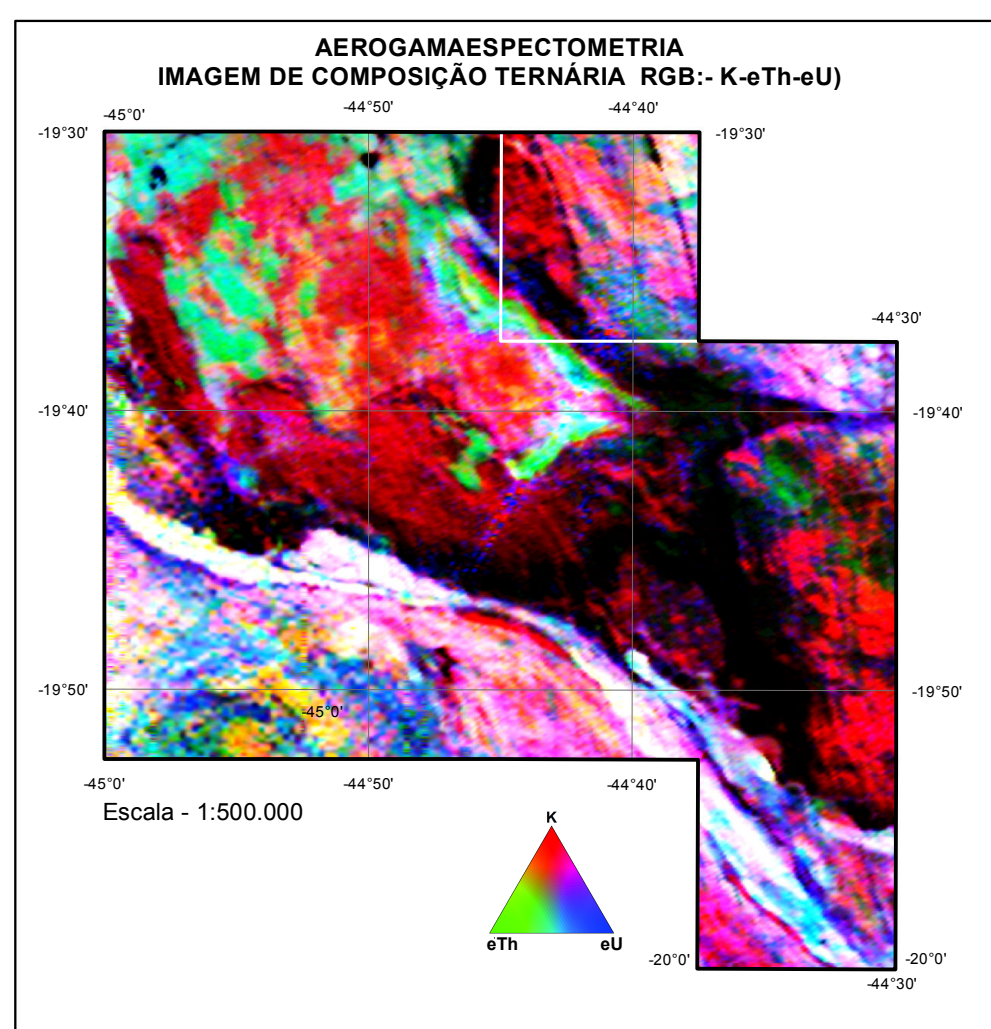 AEROGAMAESPECTOMETRIA
IMAGEM DE COMPOSIÇÃO TERNÁRIA RGB:- K-eTh-eU)
-45°0'
-44°50'
-44°40'
-19°30'
-19°30'
-44°30'
-19°40'
-19°40'
-19°50'
-19°50'
-45°0'
-45°0'
-44°50'
-44°40'
Escala - 1:500.000
K
eTh
eU
-20°0'
-20°0'
-44°30'